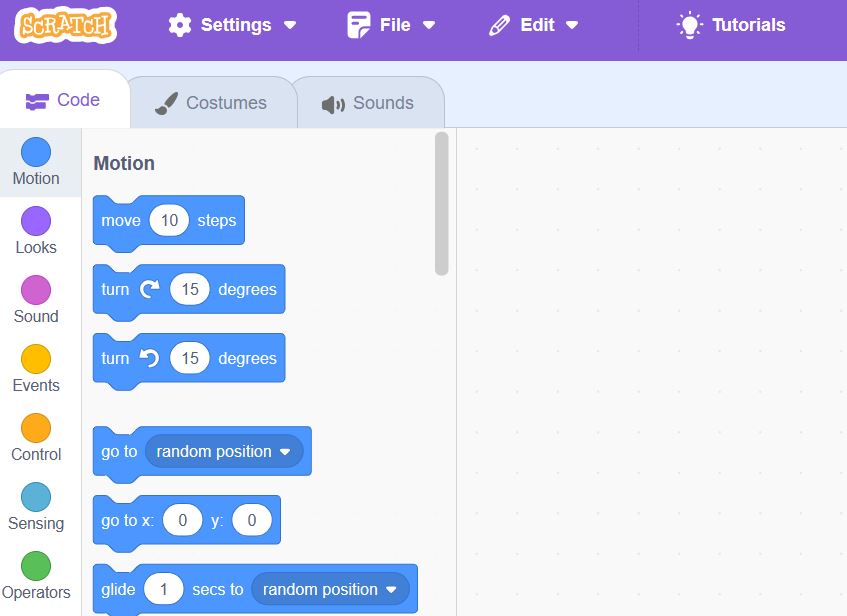 SCRATCH Settings File Edit Tutorials
Code Costumes Sounds
Motion
Looks
Sound
Events
Control
Sensing
Operators
Motion
move 10 steps
turn 15 degrees
turn 15 degrees
go to random position
go to x: 0 y: 0
glide 1 secs to random position